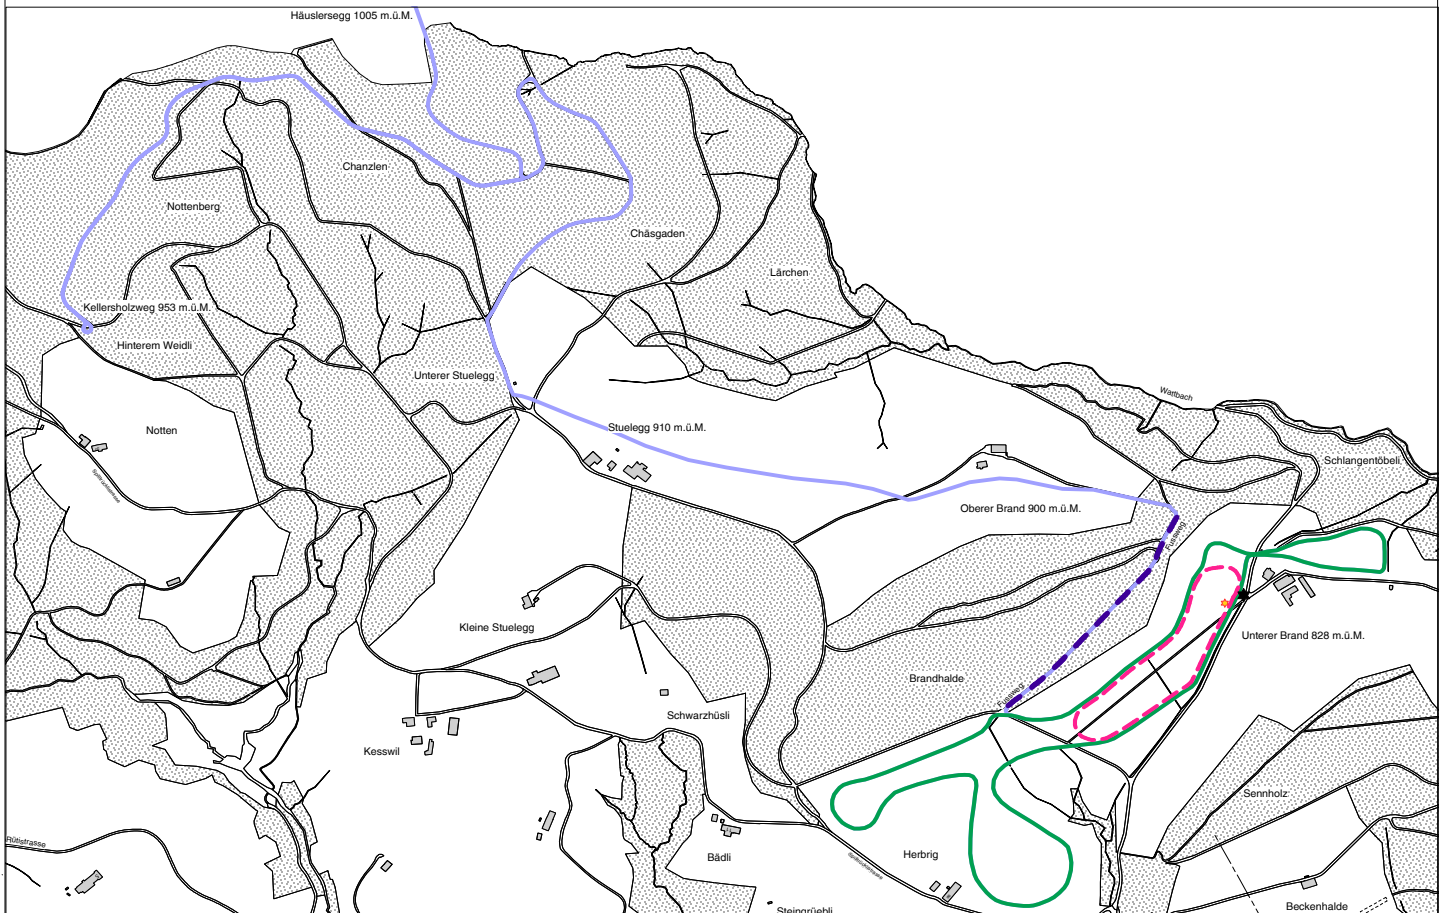 Häuslersegg 1005 m.ü.M.
Chanzlen
Nottenberg
Chäsgaden
Lärchen
Kellersholzweg 953 m.ü.M.
Hinterem Weidli
Unterer Stuelegg
Wattbach
Notten
Stuelegg 910 m.ü.M.
Schlangentöbeli
Oberer Brand 900 m.ü.M.
Fussweg
Kleine Stuelegg
Unterer Brand 828 m.ü.M.
Brandhalde
Fussweg
Schwarzhüsli
Kesswil
Sennholz
Rütistrasse
Bädli
Herbrig
Steingrüebli
Beckenhalde